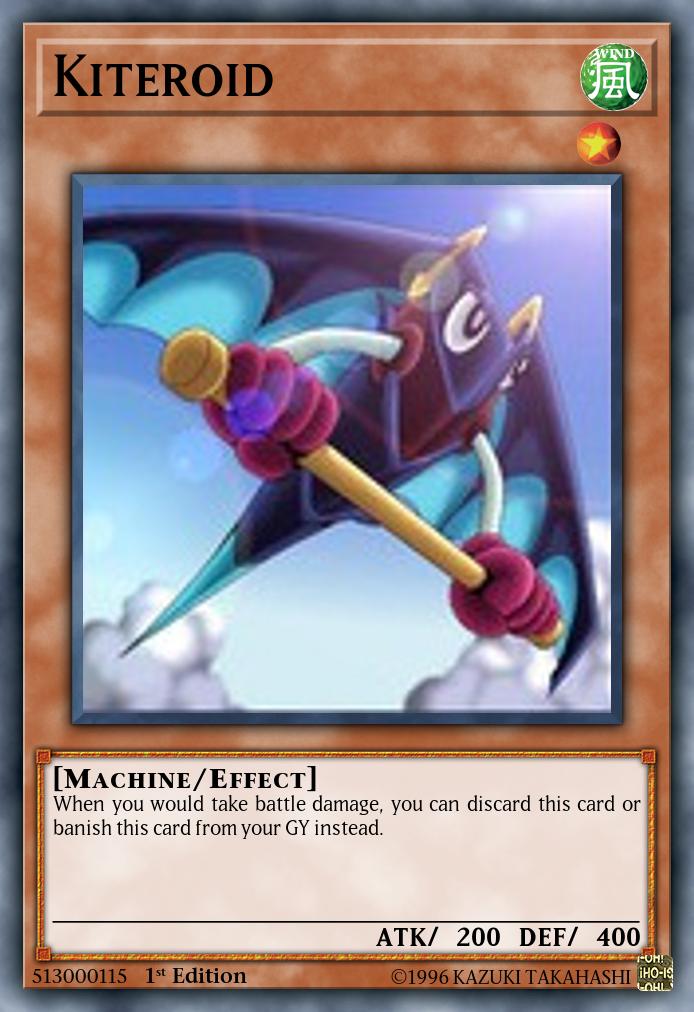 Kiteroid
WIND
風
[Machine/Effect]
When you would take battle damage, you can discard this card or
banish this card from your GY instead.
ATK/ 200 DEF/ 400
513000115 1st Edition ©1996 KAZUKI TAKAHASHI